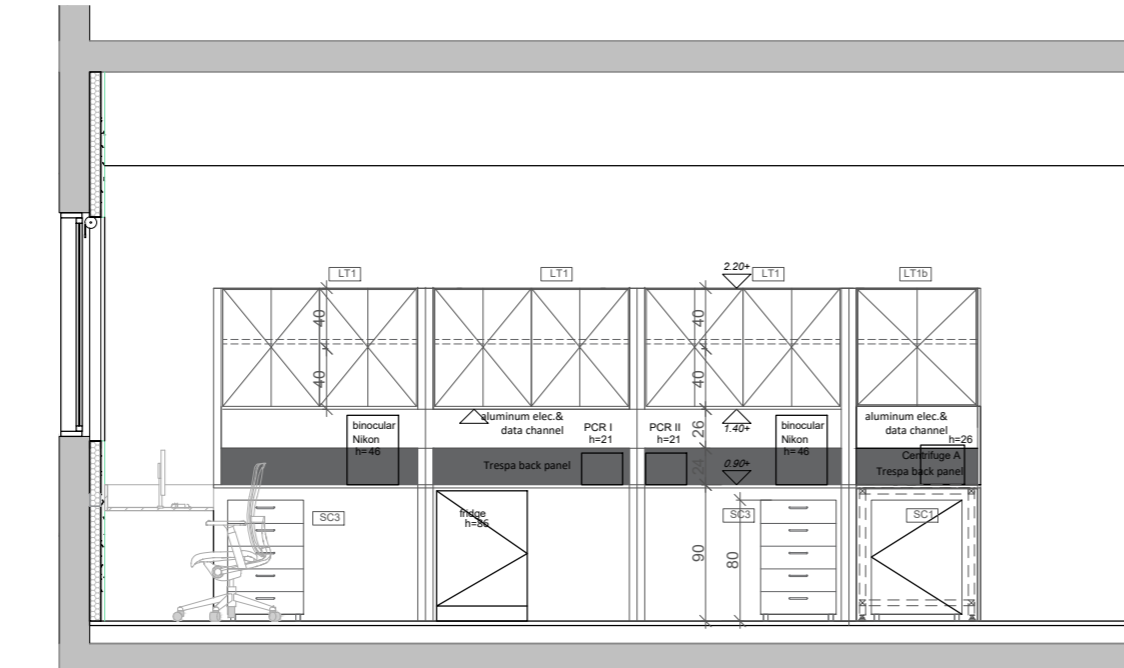 2.20+
LT1
LT1
LT1
LT1b
40
40
40
40
aluminum elec.&
data channel
aluminum elec.&
data channel
binocular
Nikon
h=46
PCR I
h=21
PCR II
h=21
26
1.40+
binocular
Nikon
h=46
h=26
Centrifuge A
Trespa back panel
Trespa back panel
24
0.90+
SC3
fridge
h=86
SC3
SC1
90
80